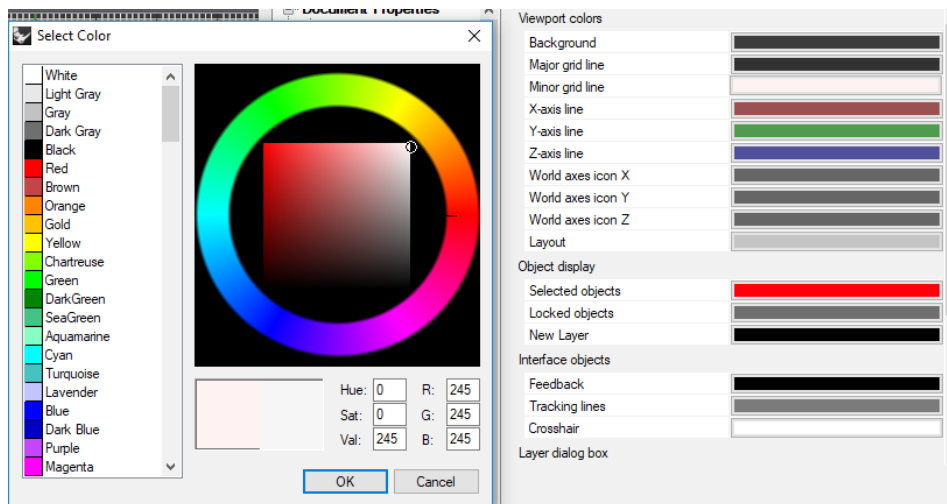 Document Properties
Select Color
White
Light Gray
Gray
Dark Gray
Black
Red
Brown
Orange
Gold
Yellow
Chartreuse
Green
DarkGreen
SeaGreen
Aquamarine
Cyan
Turquoise
Lavender
Blue
Dark Blue
Purple
Magenta
Hue: 0 R: 245
Sat: 0 G: 245
Val: 245 B: 245
OK Cancel
Viewport colors
Background
Major grid line
Minor grid line
X-axis line
Y-axis line
Z-axis line
World axes icon X
World axes icon Y
World axes icon Z
Layout
Object display
Selected objects
Locked objects
New Layer
Interface objects
Feedback
Tracking lines
Crosshair
Layer dialog box